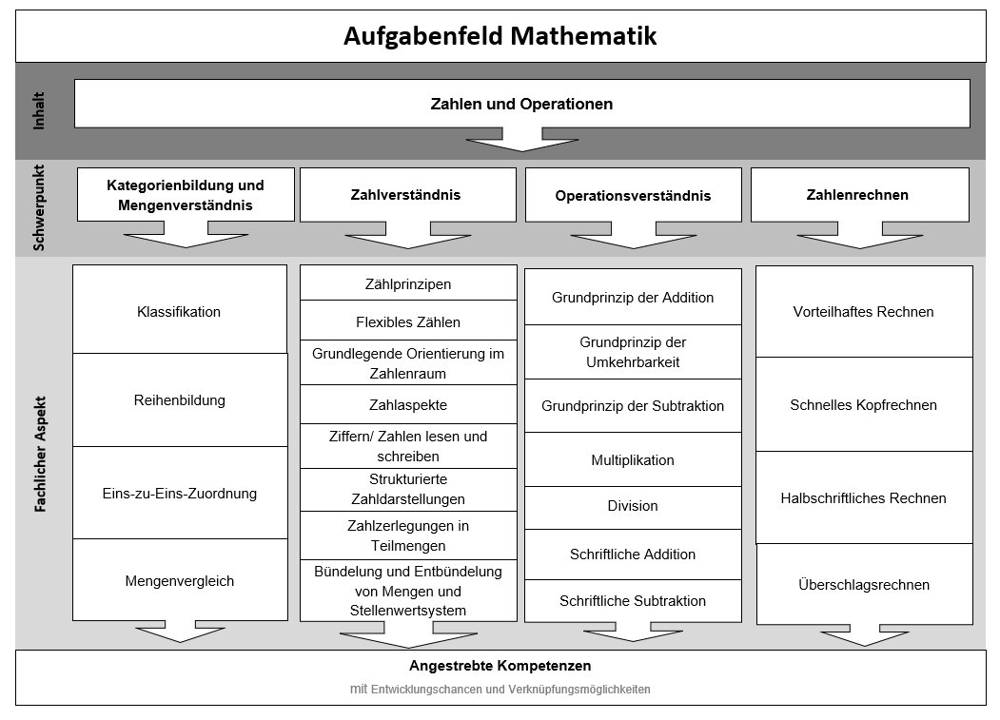 Aufgabenfeld Mathematik
Inhalt
Zahlen und Operationen
Schwerpunkt
Kategorienbildung und
Mengenverständnis
Zahlverständnis
Operationsverständnis
Zahlenrechnen
Fachlicher Aspekt
Klassifikation
Reihenbildung
Eins-zu-Eins-Zuordnung
Mengenvergleich
Zählprinzipen
Flexibles Zählen
Grundlegende Orientierung im
Zahlenraum
Zahlaspekte
Ziffern/ Zahlen lesen und
schreiben
Strukturierte
Zahldarstellungen
Zahlzerlegungen in
Teilmengen
Bündelung und Entbündelung
von Mengen und
Stellenwertsystem
Grundprinzip der Addition
Grundprinzip der
Umkehrbarkeit
Grundprinzip der Subtraktion
Multiplikation
Division
Schriftliche Addition
Schriftliche Subtraktion
Vorteilhaftes Rechnen
Schnelles Kopfrechnen
Halbschriftliches Rechnen
Überschlagsrechnen
Angestrebte Kompetenzen
mit Entwicklungschancen und Verknüpfungsmöglichkeiten